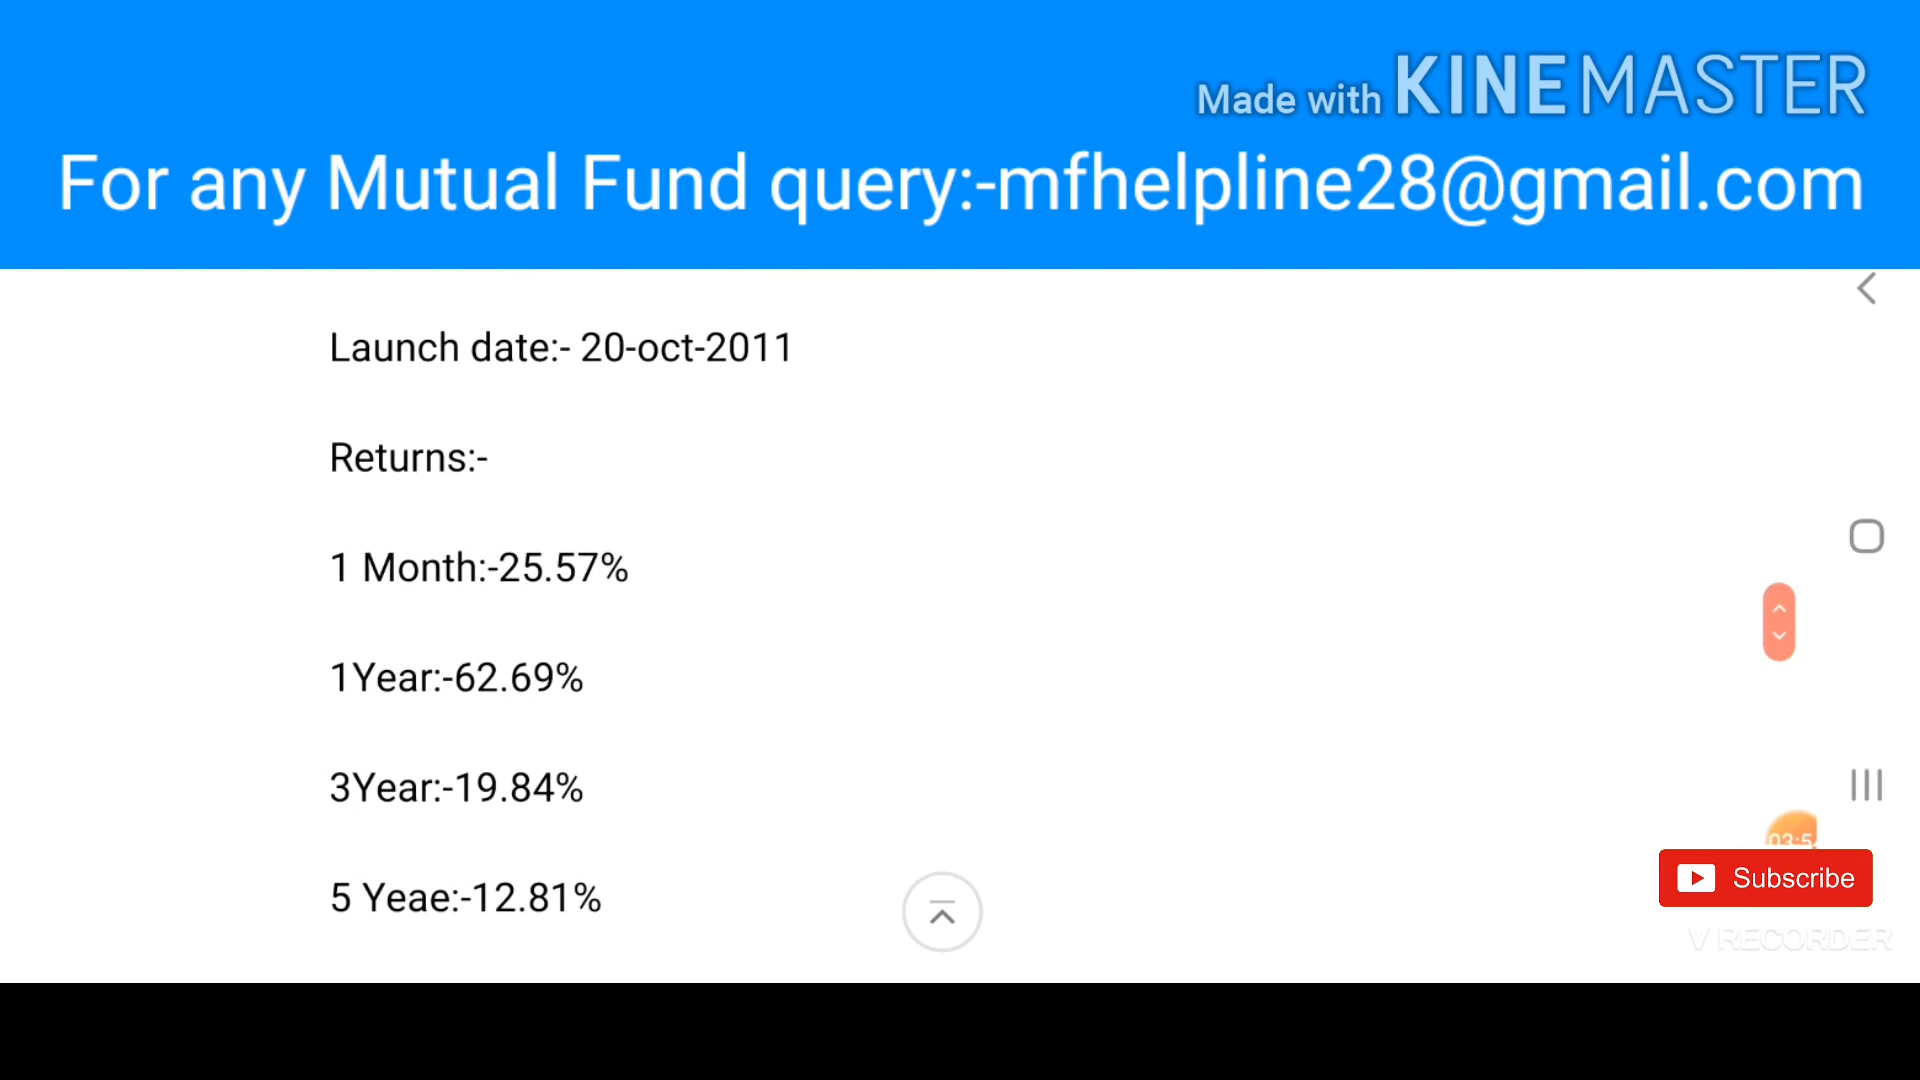 Made with KINEMASTER
For any Mutual Fund query:-mfhelpline28@gmail.com
Launch date:- 20-oct-2011
Returns:-
1 Month:-25.57%
1Year:-62.69%
3Year:-19.84%
5 Yeae:-12.81%
Subscribe
V RECORDER